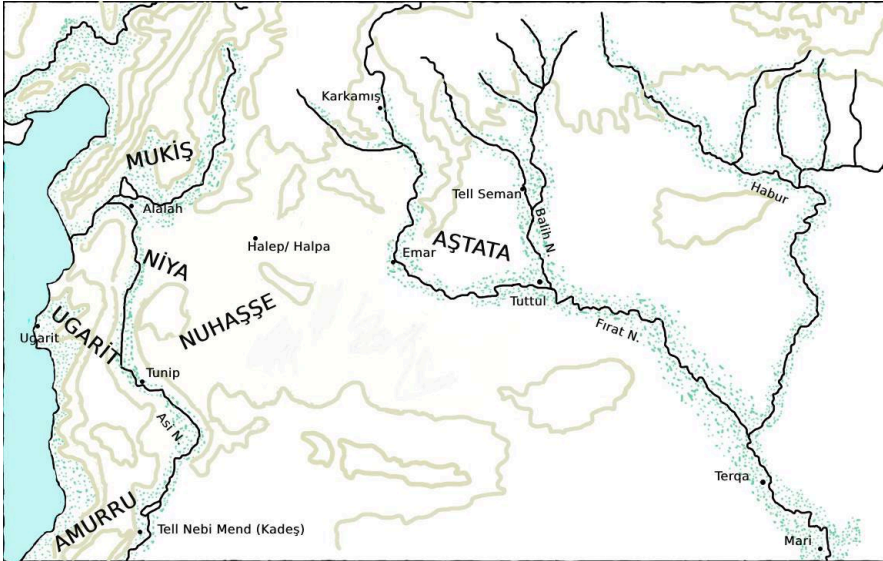 Karkamış
MUKİŞ
Habur
Tell Seman
Alalah
Balih N.
Halep/ Halpa
AŞTATA
Emar
NİYA
Tuttul
NUHAŞŞE
UGARİT
Ugarit
Fırat N.
Tunip
Asi N.
Terqa
AMURRU
Tell Nebi Mend (Kadeş)
Mari